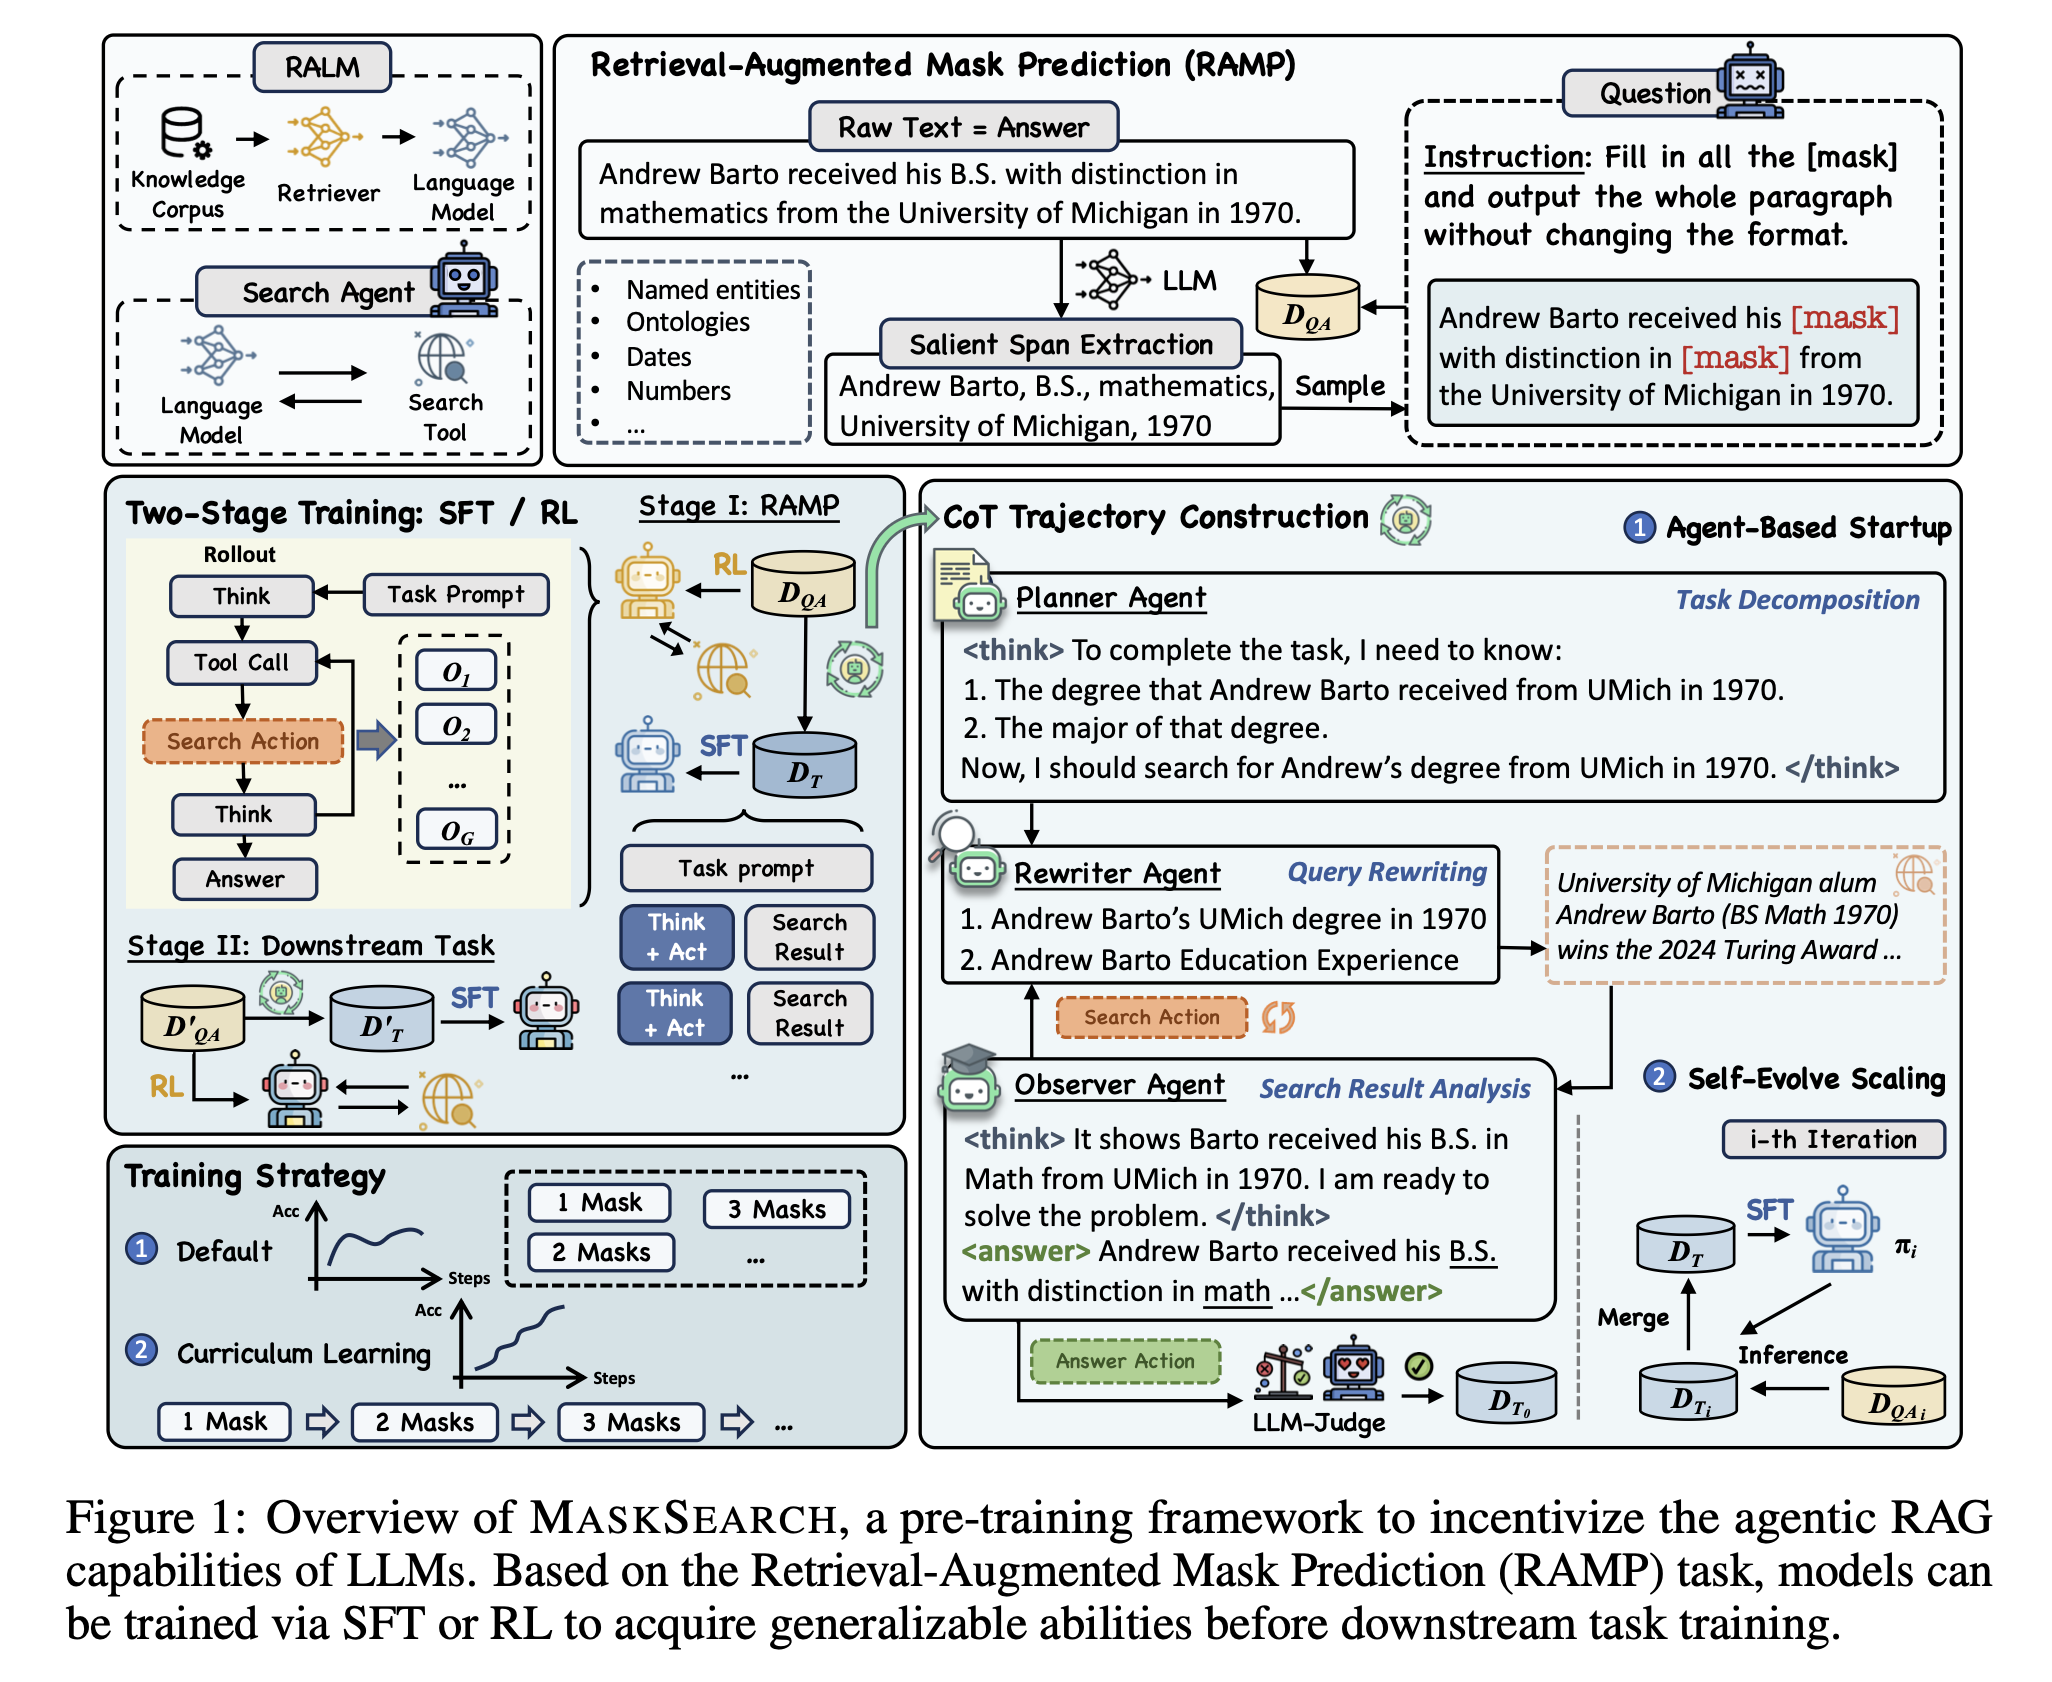 RALM
Knowledge
Corpus
Retriever
Language
Model
Search Agent
Language
Model
Search
Tool
Retrieval-Augmented Mask Prediction (RAMP)
Raw Text = Answer
Andrew Barto received his B.S. with distinction in
mathematics from the University of Michigan in 1970.
• Named entities
• Ontologies
• Dates
• Numbers
• ...
LLM
D_QA
Salient Span Extraction
Andrew Barto, B.S., mathematics,
University of Michigan, 1970
Sample
Question
Instruction: Fill in all the [mask]
and output the whole paragraph
without changing the format.
Andrew Barto received his [mask]
with distinction in [mask] from
the University of Michigan in 1970.
Two-Stage Training: SFT / RL
Rollout
Think
Task Prompt
Tool Call
Search Action
Think
Answer
O_1
O_2
...
O_G
Stage I: RAMP
RL
D_QA
SFT
D_T
Task prompt
Think
+ Act
Search
Result
Think
+ Act
Search
Result
...
Stage II: Downstream Task
D'_QA
D'_T
SFT
RL
Training Strategy
1 Default
Acc
Steps
1 Mask
3 Masks
2 Masks
...
2 Curriculum Learning
Acc
Steps
1 Mask
2 Masks
3 Masks
...
CoT Trajectory Construction
1 Agent-Based Startup
Planner Agent
Task Decomposition
<think> To complete the task, I need to know:
1. The degree that Andrew Barto received from UMich in 1970.
2. The major of that degree.
Now, I should search for Andrew's degree from UMich in 1970. </think>
Rewriter Agent
Query Rewriting
1. Andrew Barto's UMich degree in 1970
2. Andrew Barto Education Experience
University of Michigan alum
Andrew Barto (BS Math 1970)
wins the 2024 Turing Award ...
Search Action
Observer Agent
Search Result Analysis
<think> It shows Barto received his B.S. in
Math from UMich in 1970. I am ready to
solve the problem. </think>
<answer> Andrew Barto received his B.S.
with distinction in math ...</answer>
Answer Action
LLM-Judge
D_T0
2 Self-Evolve Scaling
i-th Iteration
SFT
D_T
π_i
Merge
Inference
D_Ti
D_QAi
Figure 1: Overview of MASKSEARCH, a pre-training framework to incentivize the agentic RAG
capabilities of LLMs. Based on the Retrieval-Augmented Mask Prediction (RAMP) task, models can
be trained via SFT or RL to acquire generalizable abilities before downstream task training.